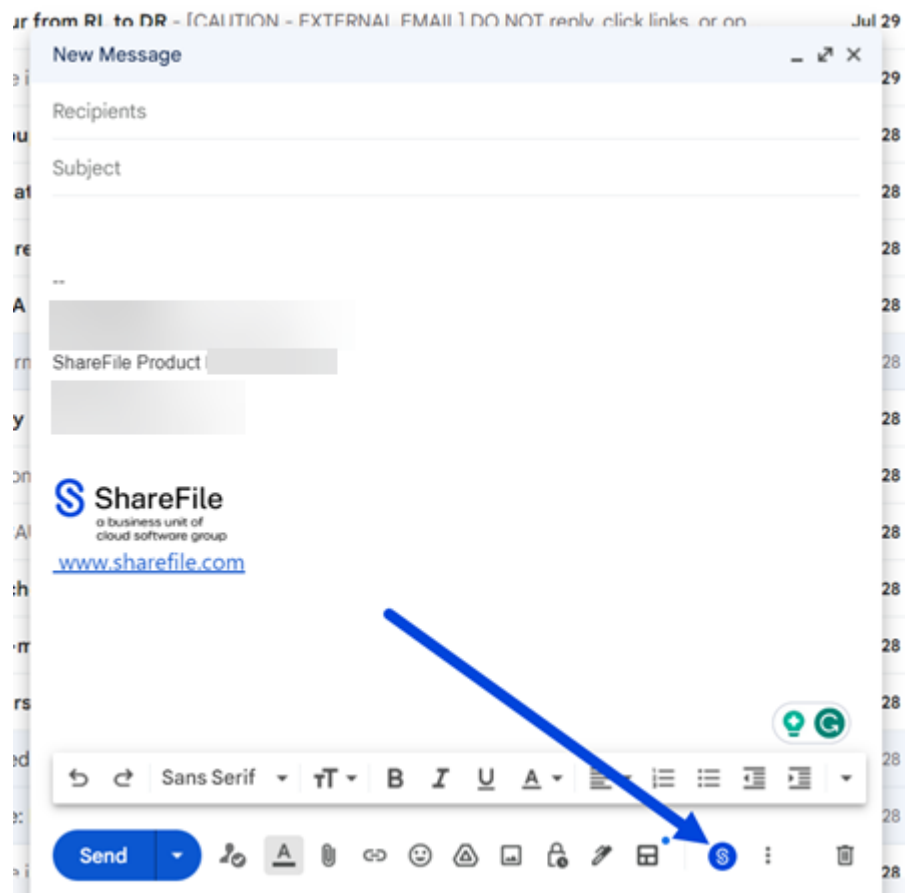 ur from RL to DR - [CAUTION - EXTERNAL EMAIL] DO NOT reply, click links, or op Jul 29
New Message
29
Recipients
28
Subject
28
28
--
28
ShareFile Product
28
28
28
ShareFile
a business unit of
cloud software group
28
www.sharefile.com
28
28
28
28
Sans Serif
B I U A
28
Send
A
28